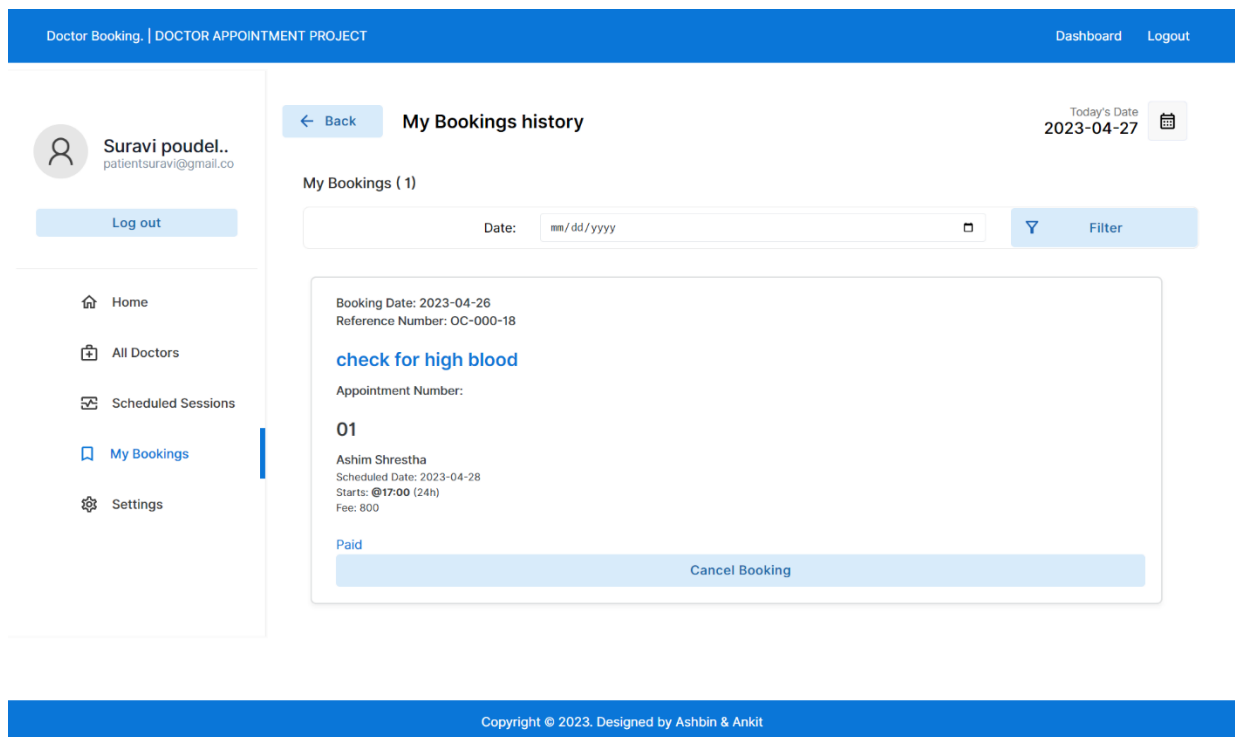 Doctor Booking. | DOCTOR APPOINTMENT PROJECT
Dashboard
Logout
Suravi poudel..
patientsuravi@gmail.co
Log out
Home
All Doctors
Scheduled Sessions
My Bookings
Settings
← Back
My Bookings history
Today's Date
2023-04-27
My Bookings ( 1)
Date:
mm/dd/yyyy
Filter
Booking Date: 2023-04-26
Reference Number: OC-000-18
check for high blood
Appointment Number:
01
Ashim Shrestha
Scheduled Date: 2023-04-28
Starts: @17:00 (24h)
Fee: 800
Paid
Cancel Booking
Copyright © 2023. Designed by Ashbin & Ankit